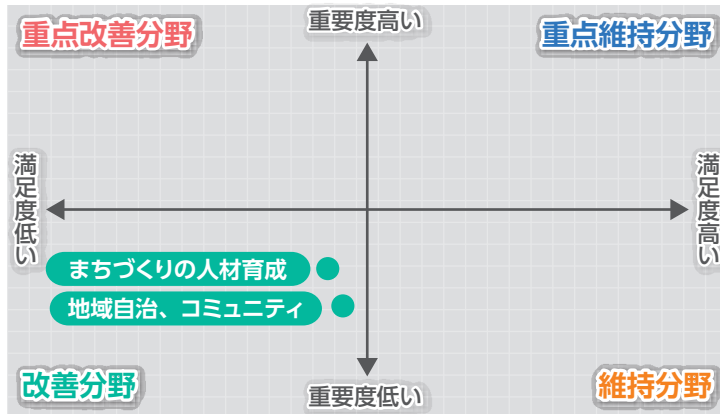 重点改善分野
重要度高い
重点維持分野
満足度低い
満足度高い
まちづくりの人材育成
地域自治、コミュニティ
改善分野
重要度低い
維持分野